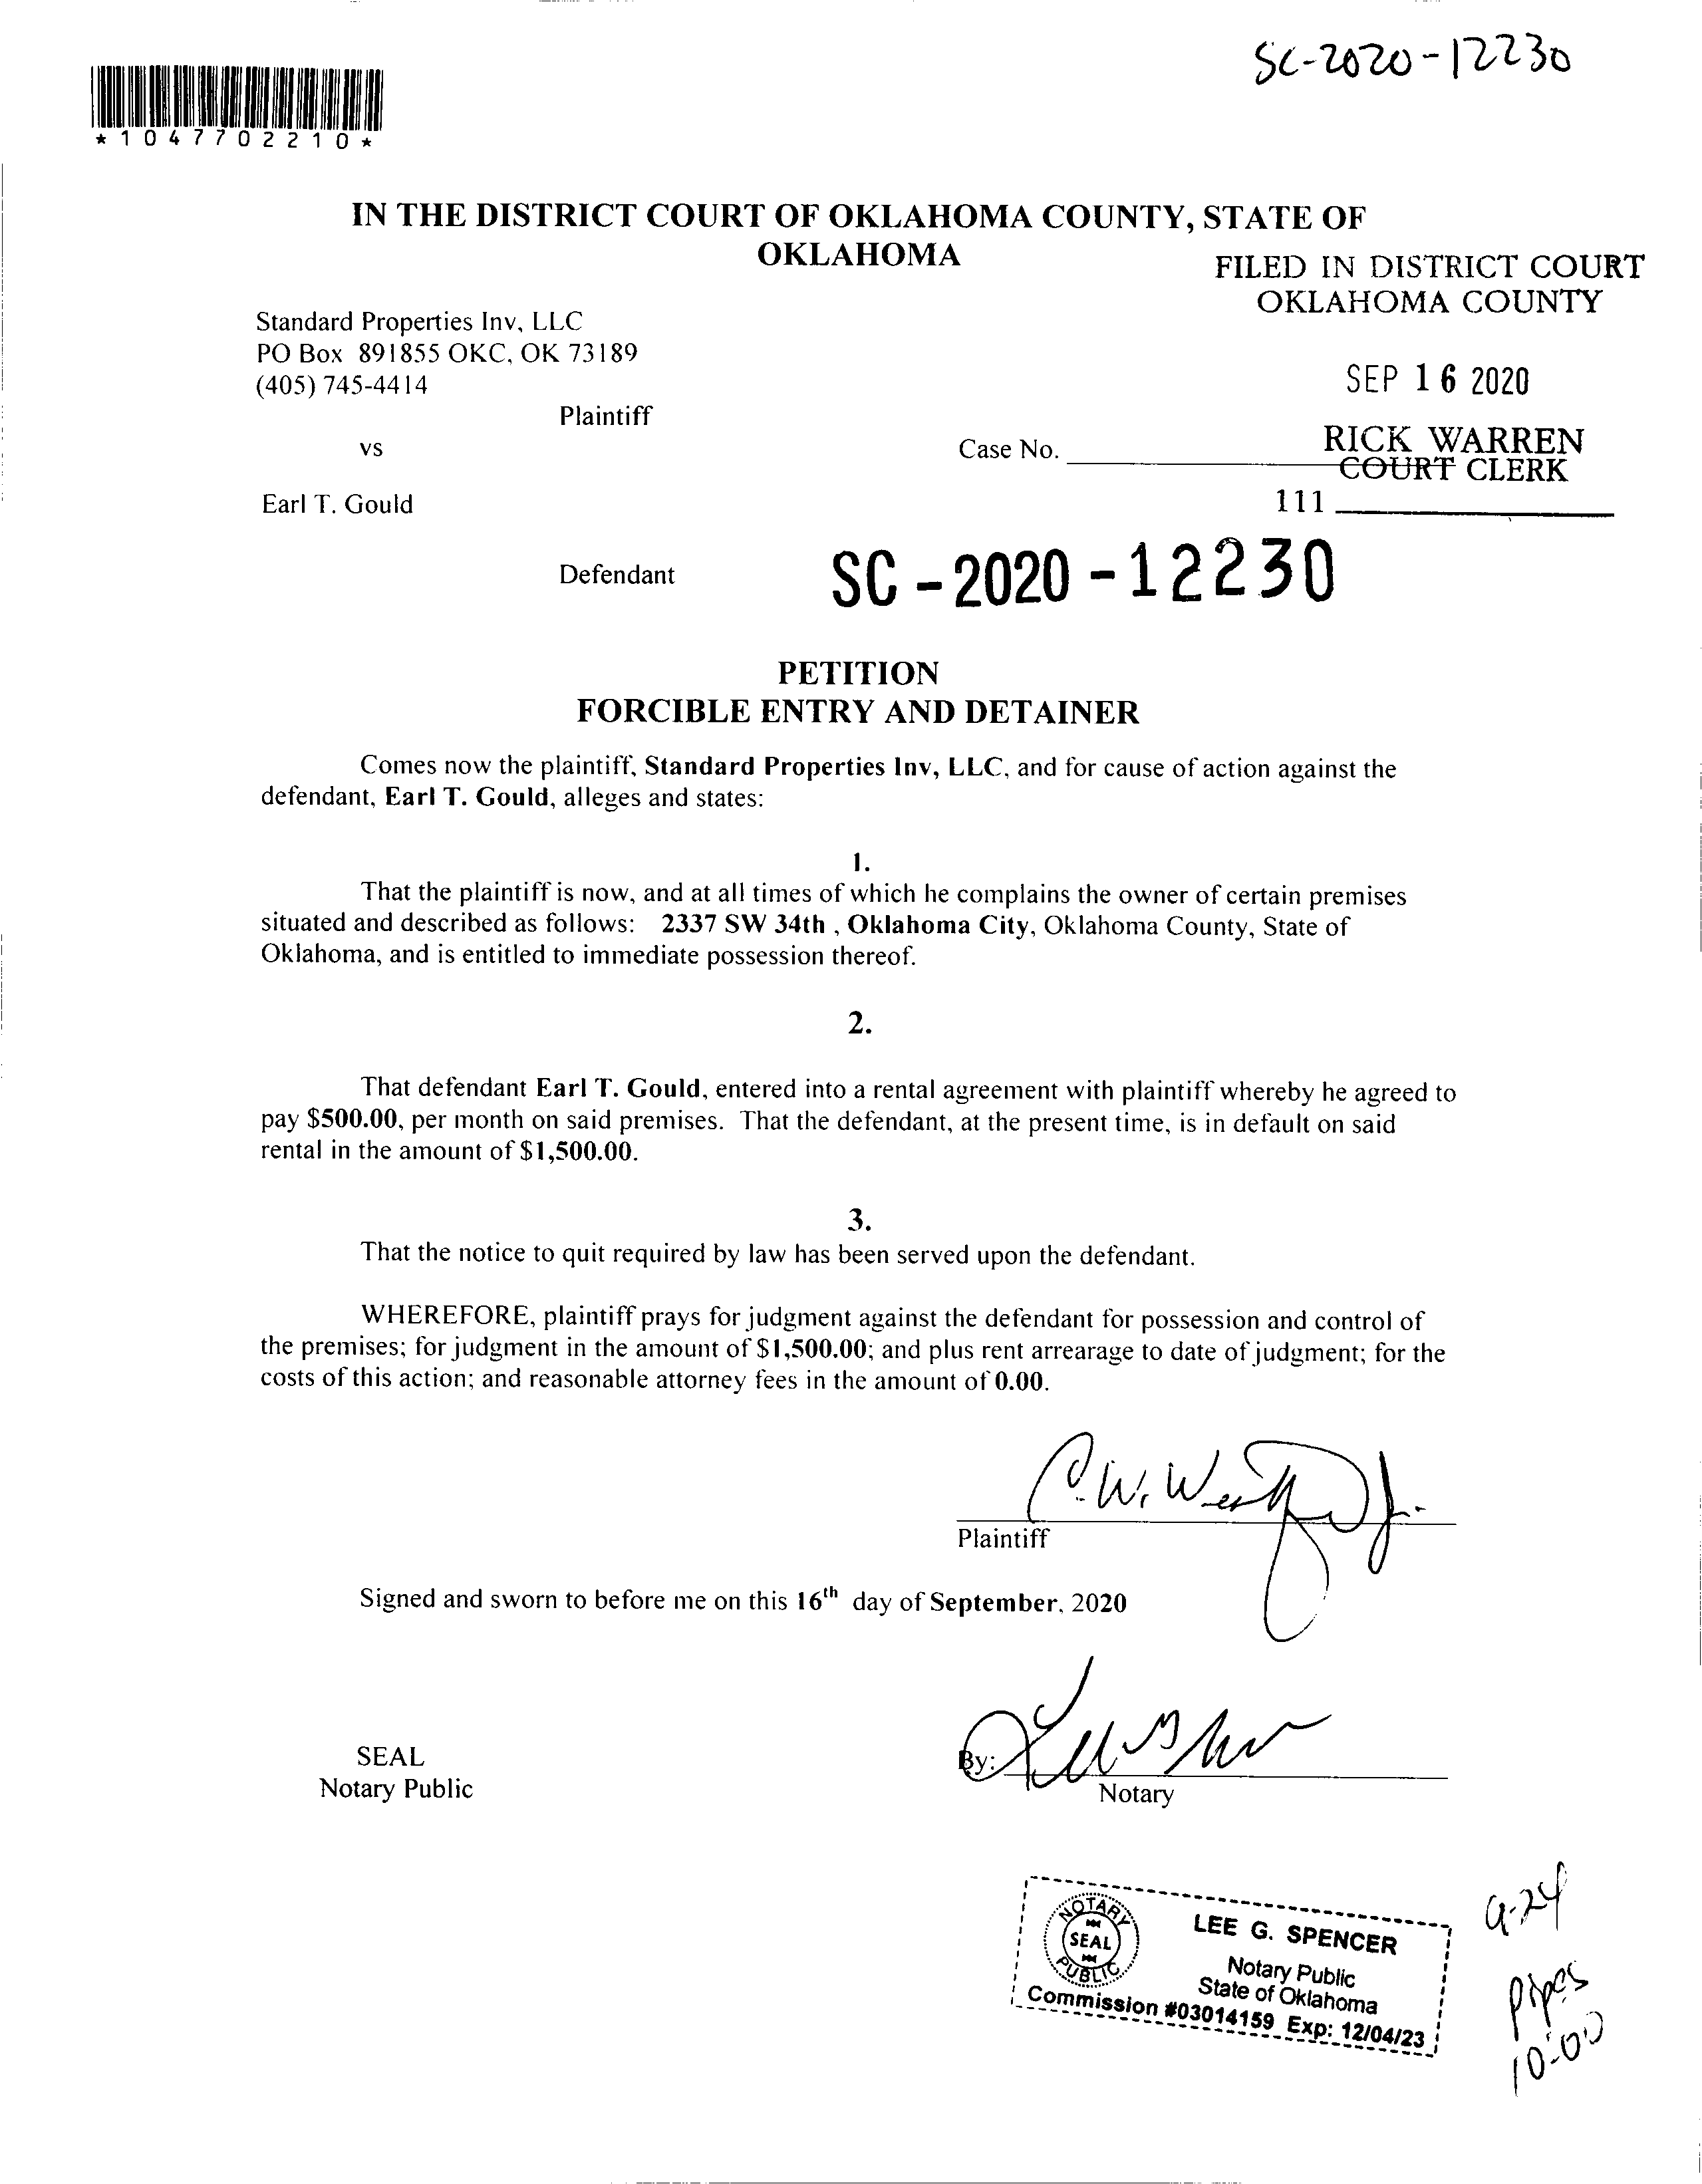 SC-2020-12230
*1047702210*
IN THE DISTRICT COURT OF OKLAHOMA COUNTY, STATE OF
OKLAHOMA
FILED IN DISTRICT COURT
OKLAHOMA COUNTY
Standard Properties Inv, LLC
PO Box 891855 OKC, OK 73189
(405) 745-4414
SEP 16 2020
Plaintiff
vs
Case No.
RICK WARREN
COURT CLERK
Earl T. Gould
111
Defendant
SC-2020-12230
PETITION
FORCIBLE ENTRY AND DETAINER
Comes now the plaintiff, Standard Properties Inv, LLC, and for cause of action against the
defendant, Earl T. Gould, alleges and states:
1.
That the plaintiff is now, and at all times of which he complains the owner of certain premises
situated and described as follows: 2337 SW 34th , Oklahoma City, Oklahoma County, State of
Oklahoma, and is entitled to immediate possession thereof.
2.
That defendant Earl T. Gould, entered into a rental agreement with plaintiff whereby he agreed to
pay $500.00, per month on said premises. That the defendant, at the present time, is in default on said
rental in the amount of $1,500.00.
3.
That the notice to quit required by law has been served upon the defendant.
WHEREFORE, plaintiff prays for judgment against the defendant for possession and control of
the premises; for judgment in the amount of $1,500.00; and plus rent arrearage to date of judgment; for the
costs of this action; and reasonable attorney fees in the amount of 0.00.
C. W.
Plaintiff
Signed and sworn to before me on this 16th day of September, 2020
SEAL
Notary Public
By:
Notary
NOTARY
SEAL
PUBLIC
LEE G. SPENCER
Notary Public
State of Oklahoma
Commission #03014159 Exp: 12/04/23
9-24
Pipes
10:00